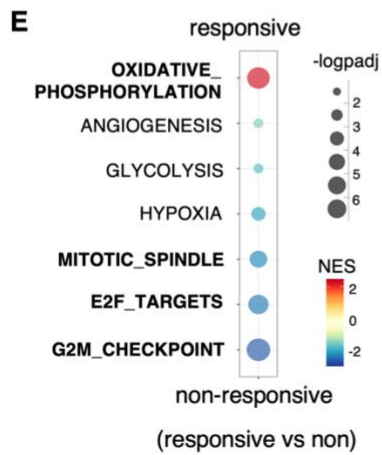 E
responsive
OXIDATIVE_
PHOSPHORYLATION
ANGIOGENESIS
GLYCOLYSIS
HYPOXIA
MITOTIC_SPINDLE
E2F_TARGETS
G2M_CHECKPOINT
non-responsive
(responsive vs non)
-logpadj
2
3
4
5
6
NES
2
0
-2